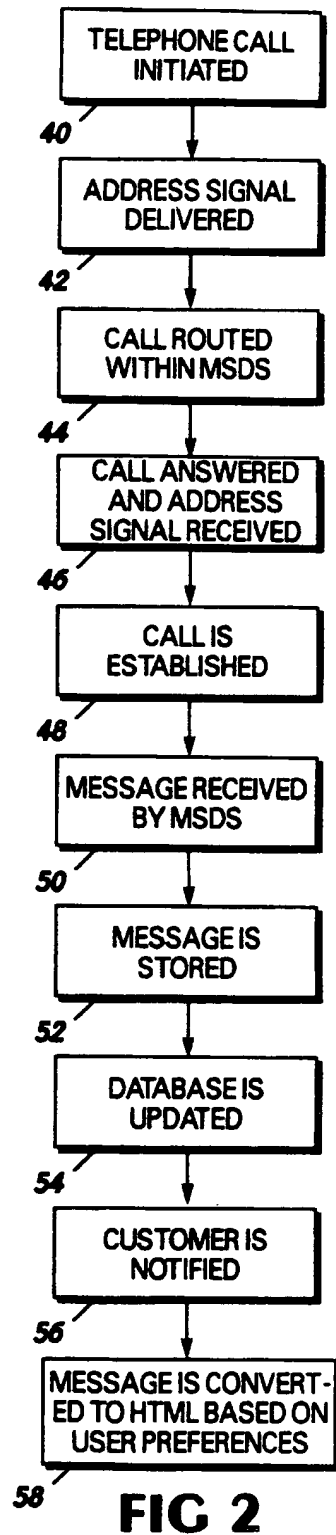 TELEPHONE CALL
INITIATED
40
ADDRESS SIGNAL
DELIVERED
42
CALL ROUTED
WITHIN MSDS
44
CALL ANSWERED
AND ADDRESS
SIGNAL RECEIVED
46
CALL IS
ESTABLISHED
48
MESSAGE RECEIVED
BY MSDS
50
MESSAGE IS
STORED
52
DATABASE IS
UPDATED
54
CUSTOMER IS
NOTIFIED
56
MESSAGE IS CONVERT-
ED TO HTML BASED ON
USER PREFERENCES
58
FIG 2